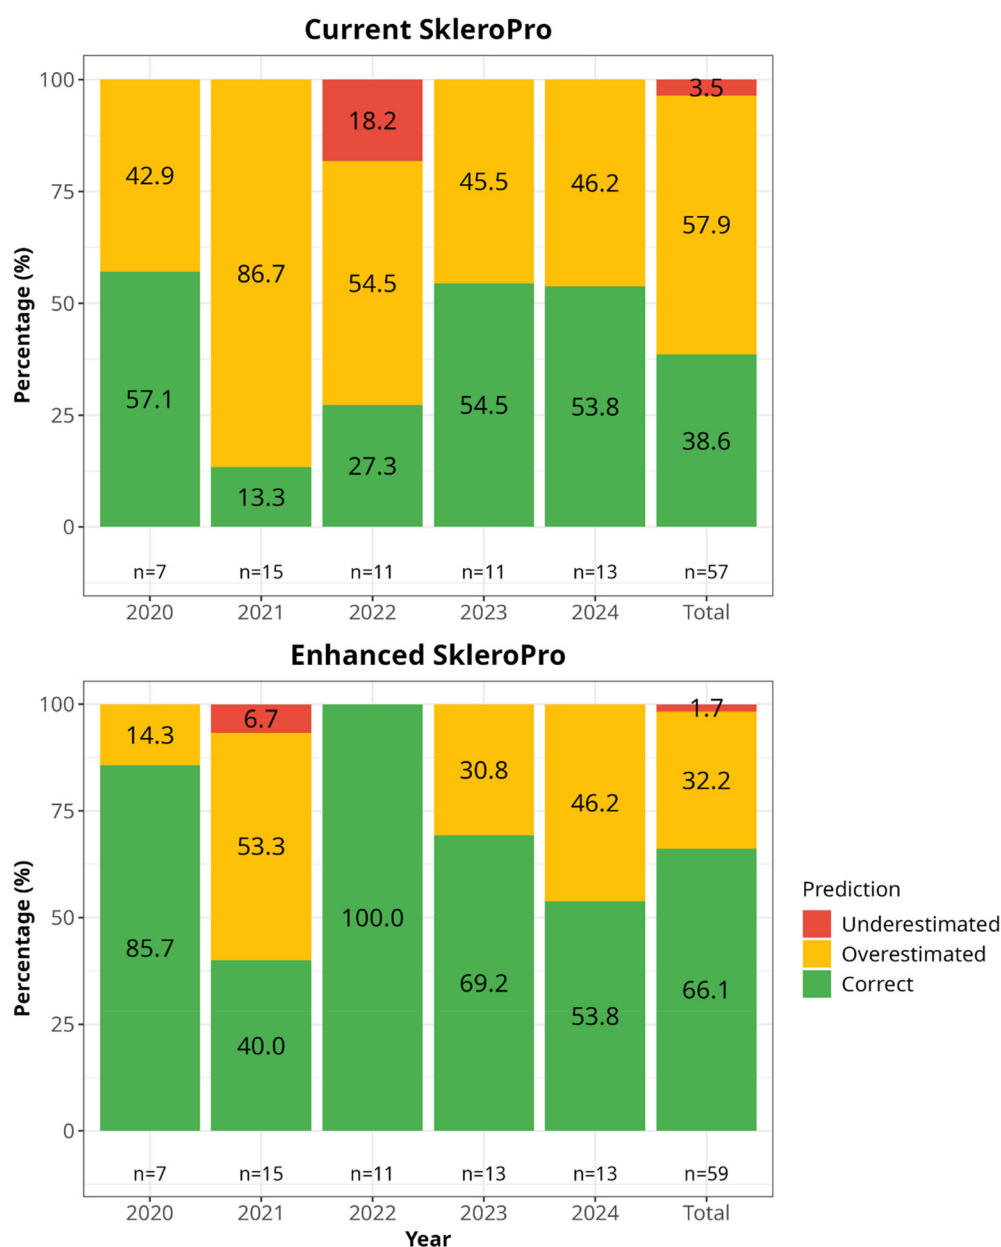 Current SkleroPro
Percentage (%)
100
75
50
25
0
42.9
57.1
86.7
13.3
18.2
54.5
27.3
45.5
54.5
46.2
53.8
3.5
57.9
38.6
n=7 n=15 n=11 n=11 n=13 n=57
2020 2021 2022 2023 2024 Total
Enhanced SkleroPro
Percentage (%)
100
75
50
25
0
14.3
85.7
6.7
53.3
40.0
100.0
30.8
69.2
46.2
53.8
1.7
32.2
66.1
n=7 n=15 n=11 n=13 n=13 n=59
2020 2021 2022 2023 2024 Total
Year
Prediction
Underestimated
Overestimated
Correct